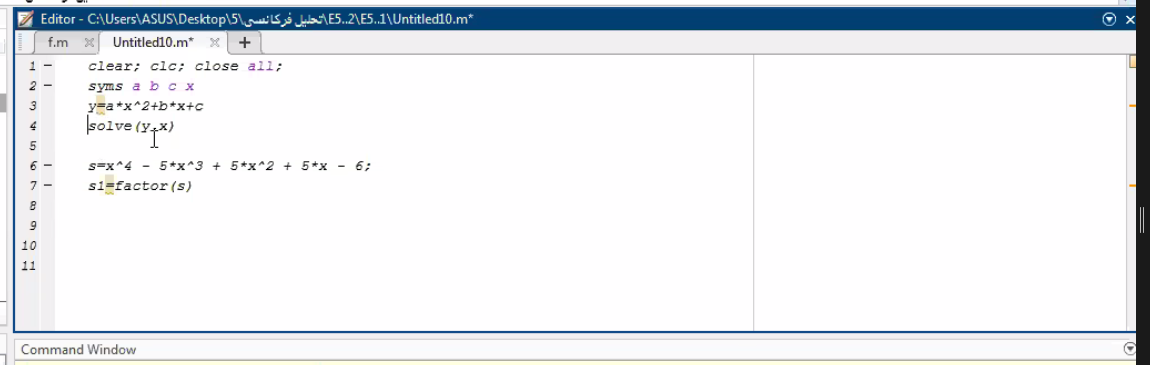 Editor - C:\Users\ASUS\Desktop\5\تحلیل فرکانسی\E5..2\E5..1\Untitled10.m*
f.m Untitled10.m* +
1 clear; clc; close all;
2 syms a b c x
3 y=a*x^2+b*x+c
4 solve(y,x)
5
6 s=x^4 - 5*x^3 + 5*x^2 + 5*x - 6;
7 s1=factor(s)
8
9
10
11
Command Window